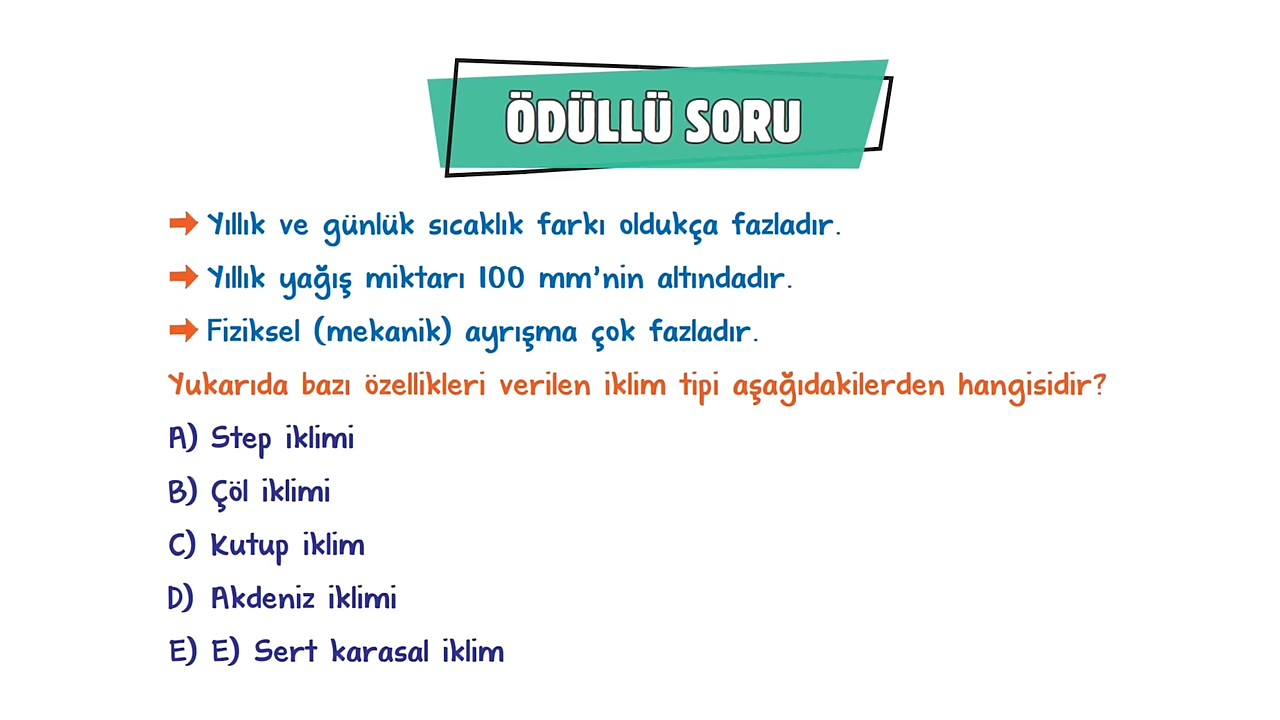 ÖDÜLLÜ SORU
Yıllık ve günlük sıcaklık farkı oldukça fazladır.
Yıllık yağış miktarı 100 mm'nin altındadır.
Fiziksel (mekanik) ayrışma çok fazladır.
Yukarıda bazı özellikleri verilen iklim tipi aşağıdakilerden hangisidir?
A) Step iklimi
B) Çöl iklimi
C) Kutup iklim
D) Akdeniz iklimi
E) E) Sert karasal iklim